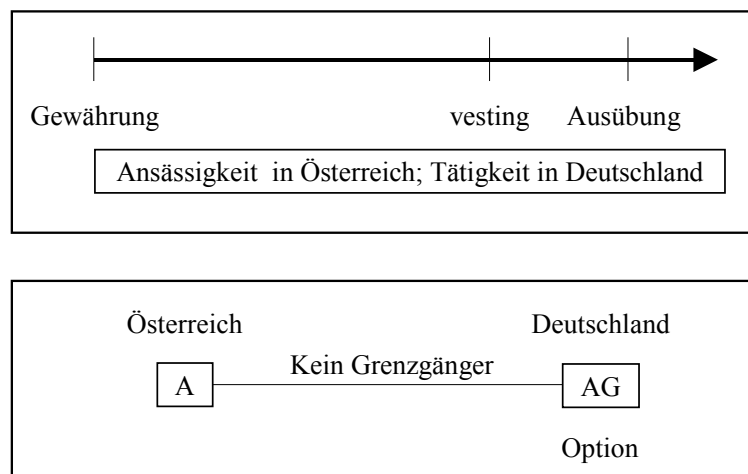 Gewährung vesting Ausübung
Ansässigkeit in Österreich; Tätigkeit in Deutschland
Österreich Deutschland
Kein Grenzgänger
A AG
Option